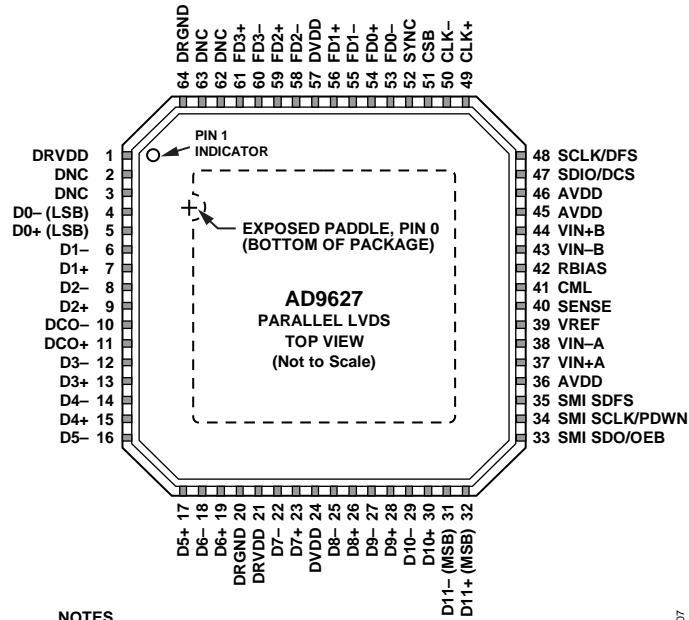 64 DRGND
63 DNC
62 DNC
61 FD3+
60 FD3–
59 FD2+
58 FD2–
57 DVDD
56 FD1+
55 FD1–
54 FD0+
53 FD0–
52 SYNC
51 CSB
50 CLK–
49 CLK+
PIN 1
INDICATOR
DRVDD 1
DNC 2
DNC 3
D0– (LSB) 4
D0+ (LSB) 5
D1– 6
D1+ 7
D2– 8
D2+ 9
DCO– 10
DCO+ 11
D3– 12
D3+ 13
D4– 14
D4+ 15
D5– 16
EXPOSED PADDLE, PIN 0
(BOTTOM OF PACKAGE)
AD9627
PARALLEL LVDS
TOP VIEW
(Not to Scale)
48 SCLK/DFS
47 SDIO/DCS
46 AVDD
45 AVDD
44 VIN+B
43 VIN–B
42 RBIAS
41 CML
40 SENSE
39 VREF
38 VIN–A
37 VIN+A
36 AVDD
35 SMI SDFS
34 SMI SCLK/PDWN
33 SMI SDO/OEB
D5+ 17
D6– 18
D6+ 19
DRGND 20
DRVDD 21
D7– 22
D7+ 23
DVDD 24
D8– 25
D8+ 26
D9– 27
D9+ 28
D10– 29
D10+ 30
D11– (MSB) 31
D11+ (MSB) 32
NOTES
07